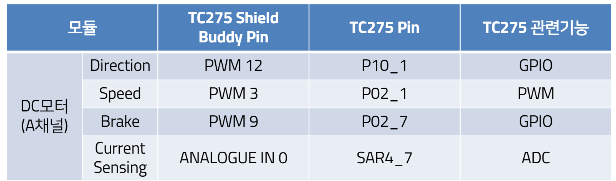 모듈 TC275 Shield Buddy Pin TC275 Pin TC275 관련기능
DC모터 (A채널)
Direction PWM 12 P10_1 GPIO
Speed PWM 3 P02_1 PWM
Brake PWM 9 P02_7 GPIO
Current Sensing ANALOGUE IN 0 SAR4_7 ADC